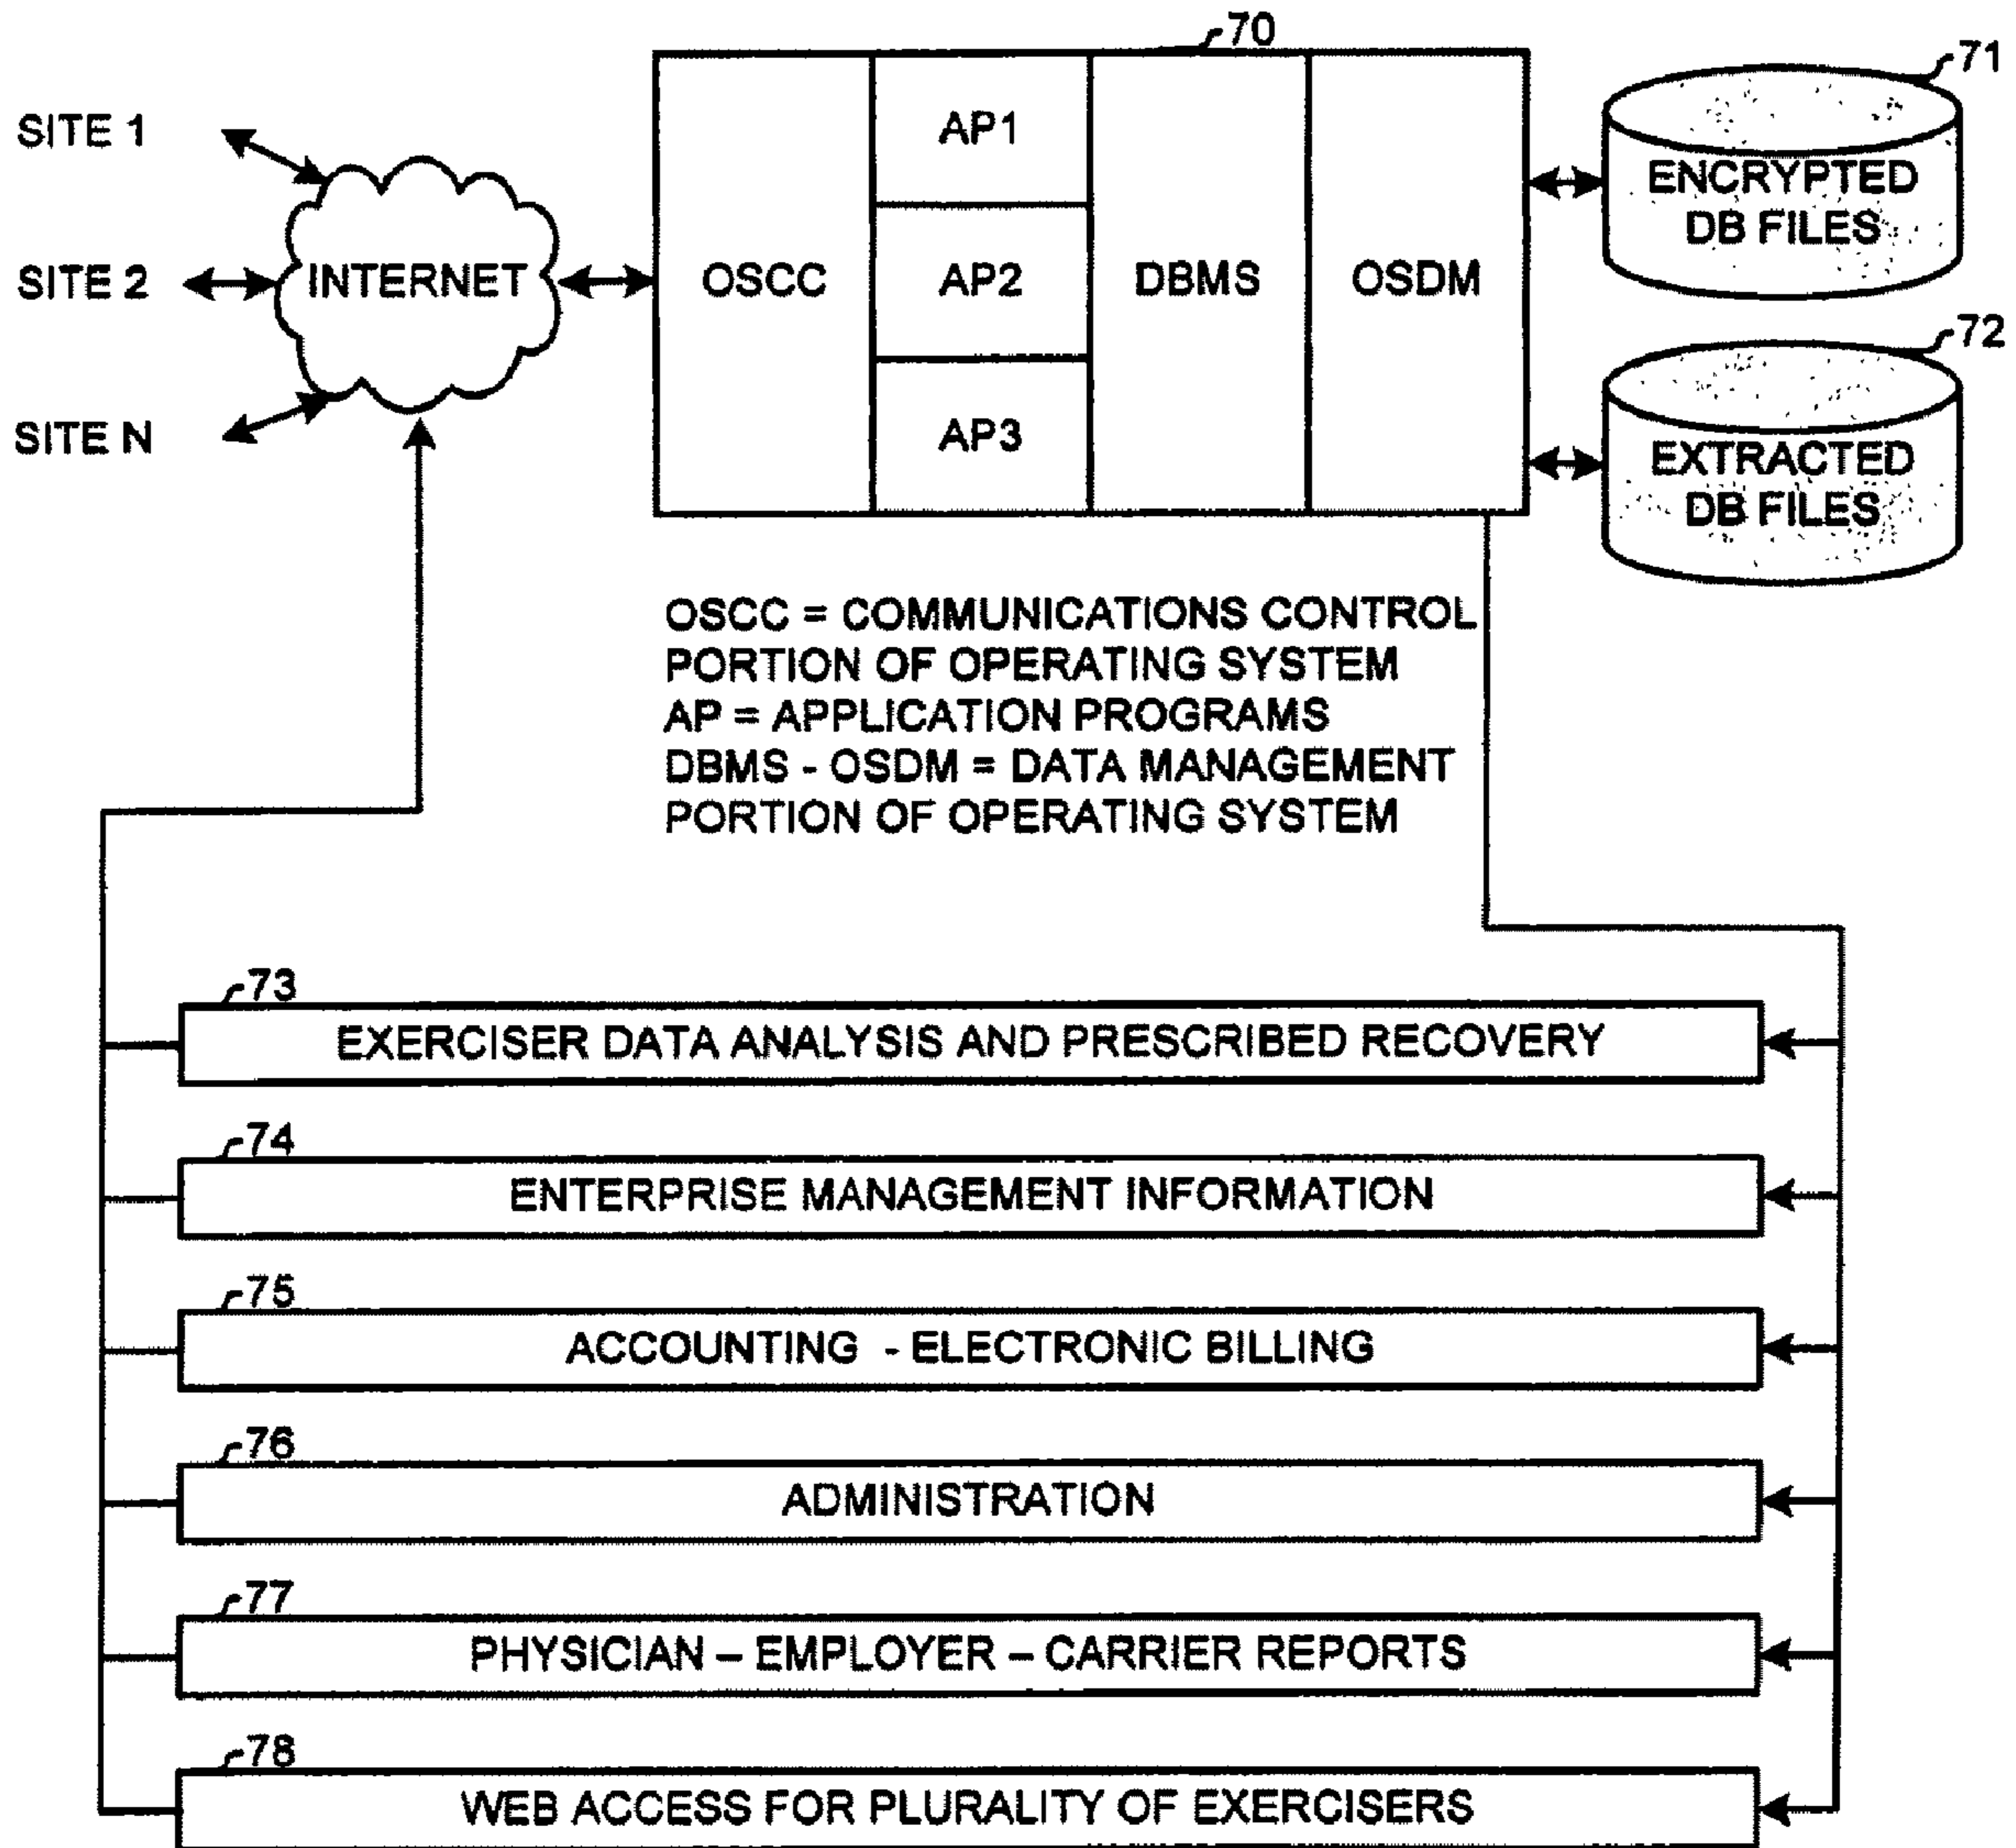 70
71
SITE 1
SITE 2
SITE N
INTERNET
OSCC
AP1
AP2
AP3
DBMS
OSDM
ENCRYPTED
DB FILES
72
EXTRACTED
DB FILES
OSCC = COMMUNICATIONS CONTROL
PORTION OF OPERATING SYSTEM
AP = APPLICATION PROGRAMS
DBMS - OSDM = DATA MANAGEMENT
PORTION OF OPERATING SYSTEM
73
EXERCISER DATA ANALYSIS AND PRESCRIBED RECOVERY
74
ENTERPRISE MANAGEMENT INFORMATION
75
ACCOUNTING - ELECTRONIC BILLING
76
ADMINISTRATION
77
PHYSICIAN – EMPLOYER – CARRIER REPORTS
78
WEB ACCESS FOR PLURALITY OF EXERCISERS